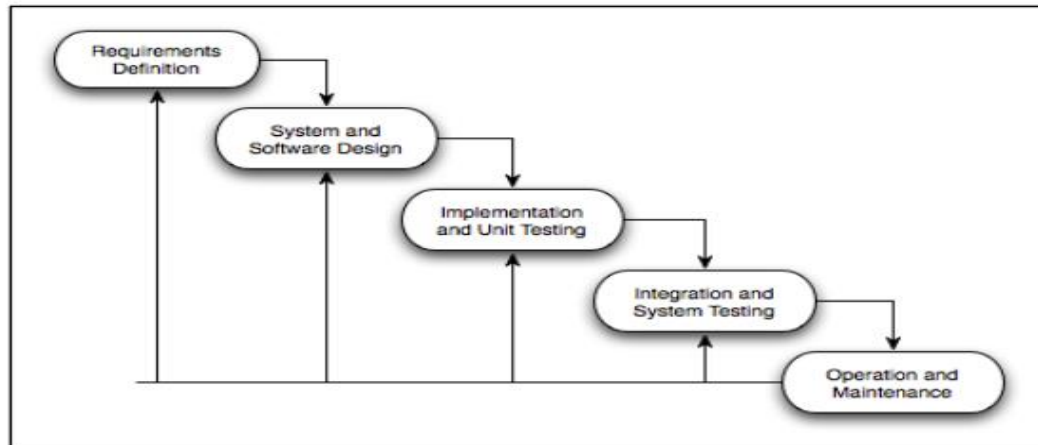 Requirements
Definition
System and
Software Design
Implementation
and Unit Testing
Integration and
System Testing
Operation and
Maintenance